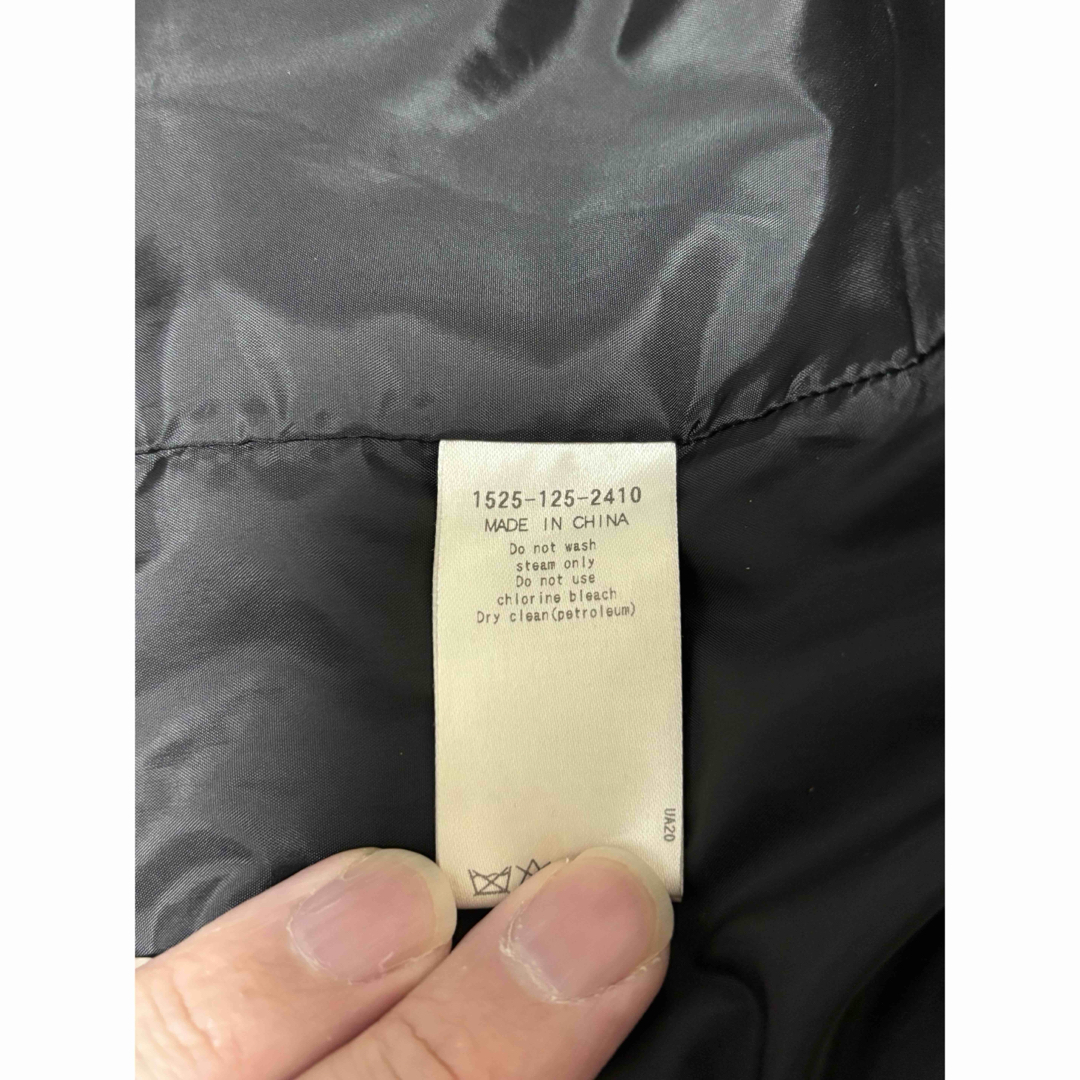 1525-125-2410
MADE IN CHINA
Do not wash
steam only
Do not use
chlorine bleach
Dry clean(petroleum)
UA20